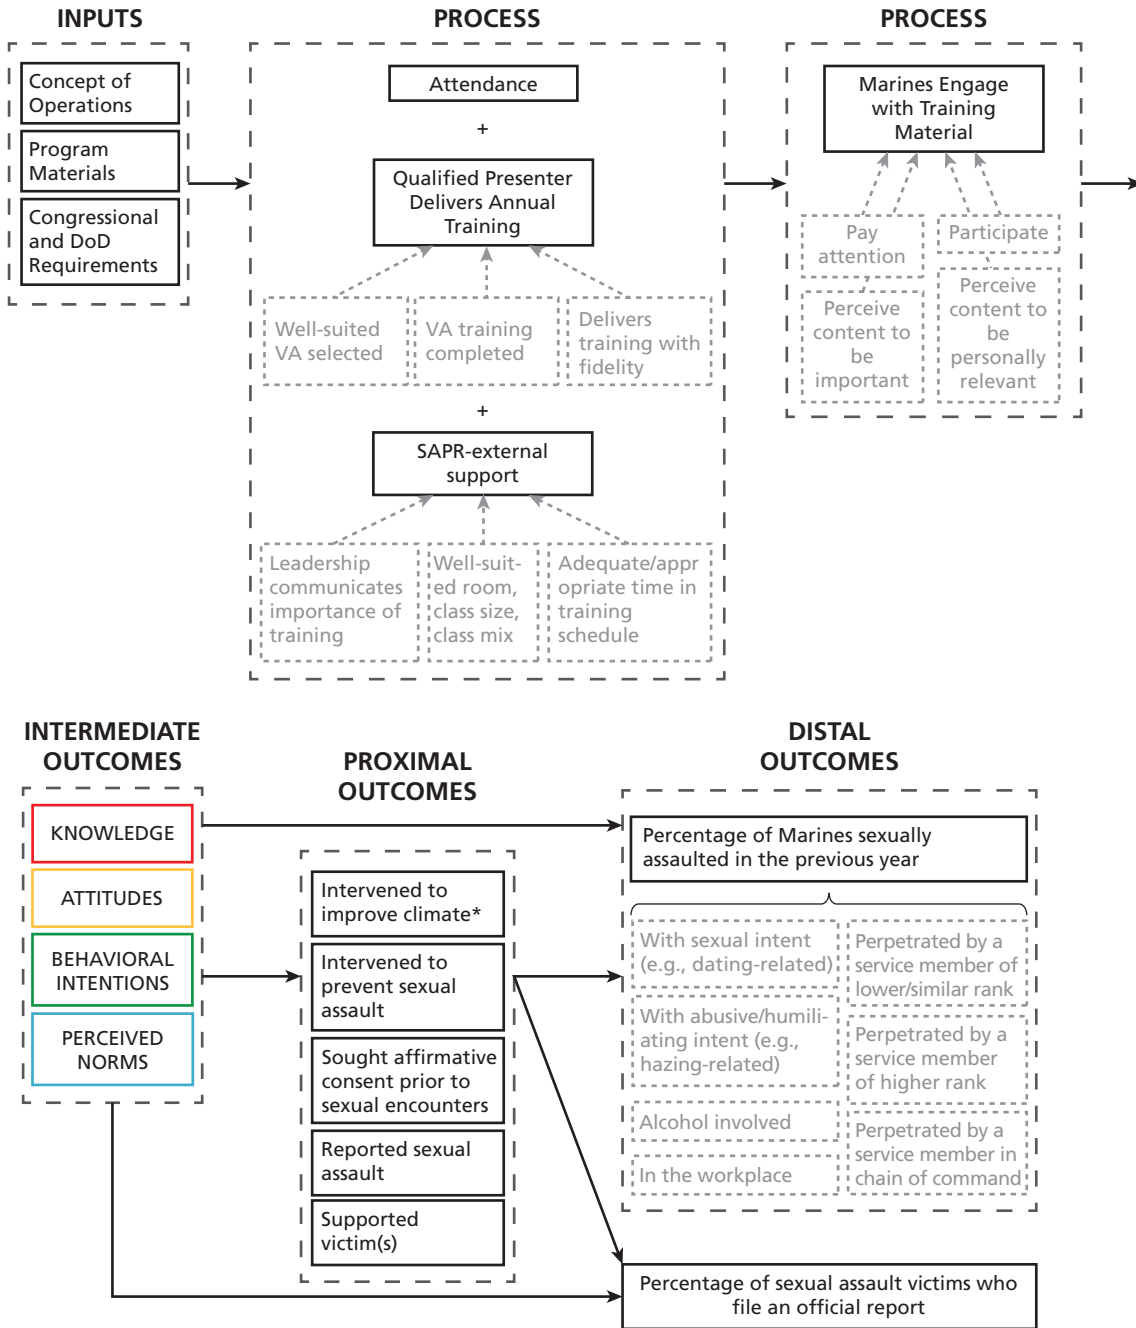 INPUTS
Concept of
Operations
Program
Materials
Congressional
and DoD
Requirements
PROCESS
Attendance
+
Qualified Presenter
Delivers Annual
Training
Well-suited
VA selected
VA training
completed
Delivers
training with
fidelity
+
SAPR-external
support
Leadership
communicates
importance of
training
Well-suit-
ed room,
class size,
class mix
Adequate/appr
opriate time in
training
schedule
PROCESS
Marines Engage
with Training
Material
Pay
attention
Participate
Perceive
content to
be
important
Perceive
content to
be
personally
relevant
INTERMEDIATE
OUTCOMES
KNOWLEDGE
ATTITUDES
BEHAVIORAL
INTENTIONS
PERCEIVED
NORMS
PROXIMAL
OUTCOMES
Intervened to
improve climate*
Intervened to
prevent sexual
assault
Sought affirmative
consent prior to
sexual encounters
Reported sexual
assault
Supported
victim(s)
DISTAL
OUTCOMES
Percentage of Marines sexually
assaulted in the previous year
With sexual intent
(e.g., dating-related)
With abusive/humili-
ating intent (e.g.,
hazing-related)
Alcohol involved
In the workplace
Perpetrated by a
service member of
lower/similar rank
Perpetrated by a
service member
of higher rank
Perpetrated by a
service member in
chain of command
Percentage of sexual assault victims who
file an official report